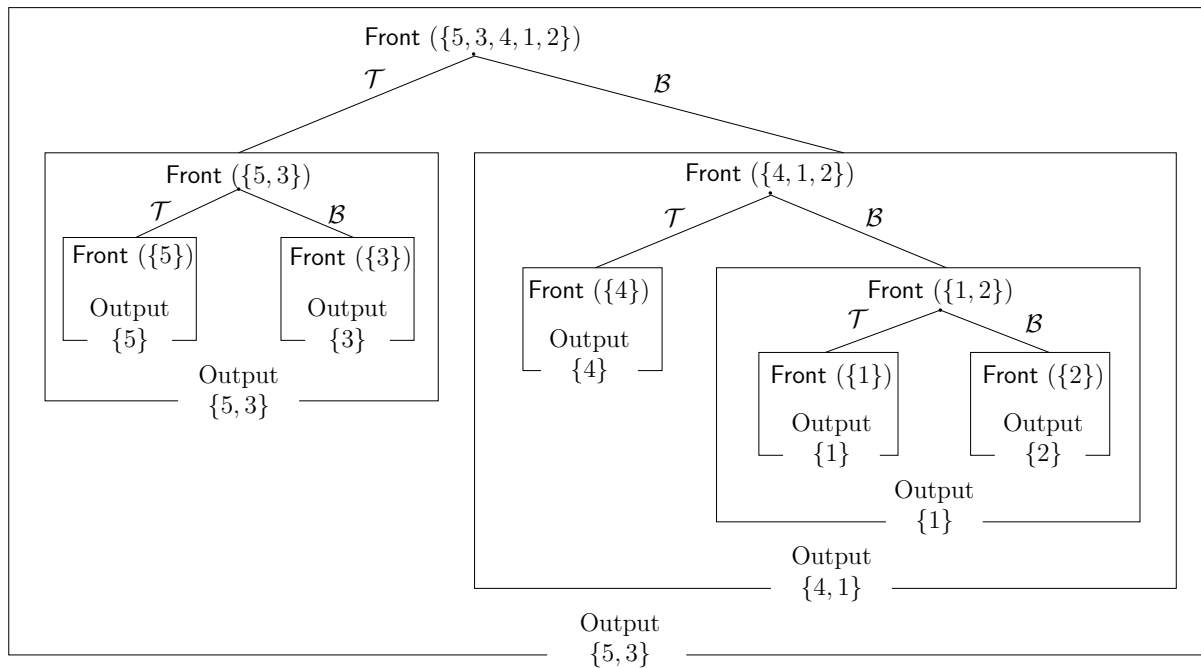 Front ({5, 3, 4, 1, 2})
𝒯
ℬ
Front ({5, 3})
𝒯
ℬ
Front ({5})
Output
{5}
Front ({3})
Output
{3}
Output
{5, 3}
Front ({4, 1, 2})
𝒯
ℬ
Front ({4})
Output
{4}
Front ({1, 2})
𝒯
ℬ
Front ({1})
Output
{1}
Front ({2})
Output
{2}
Output
{1}
Output
{4, 1}
Output
{5, 3}